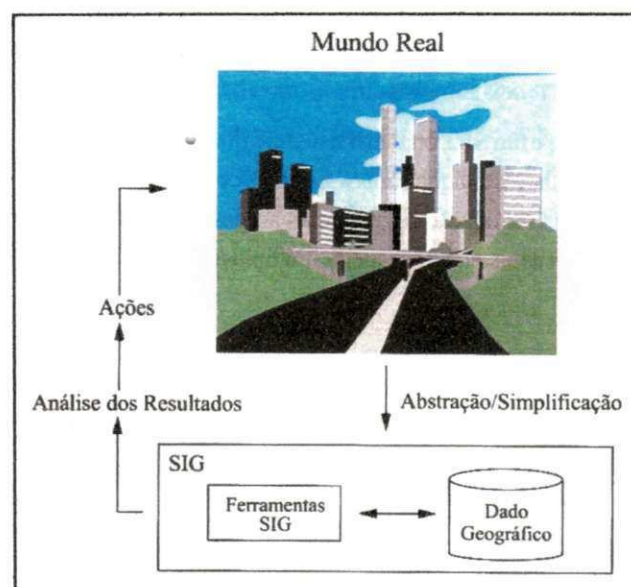 Mundo Real
Ações
Análise dos Resultados
Abstração/Simplificação
SIG
Ferramentas
SIG
Dado
Geográfico